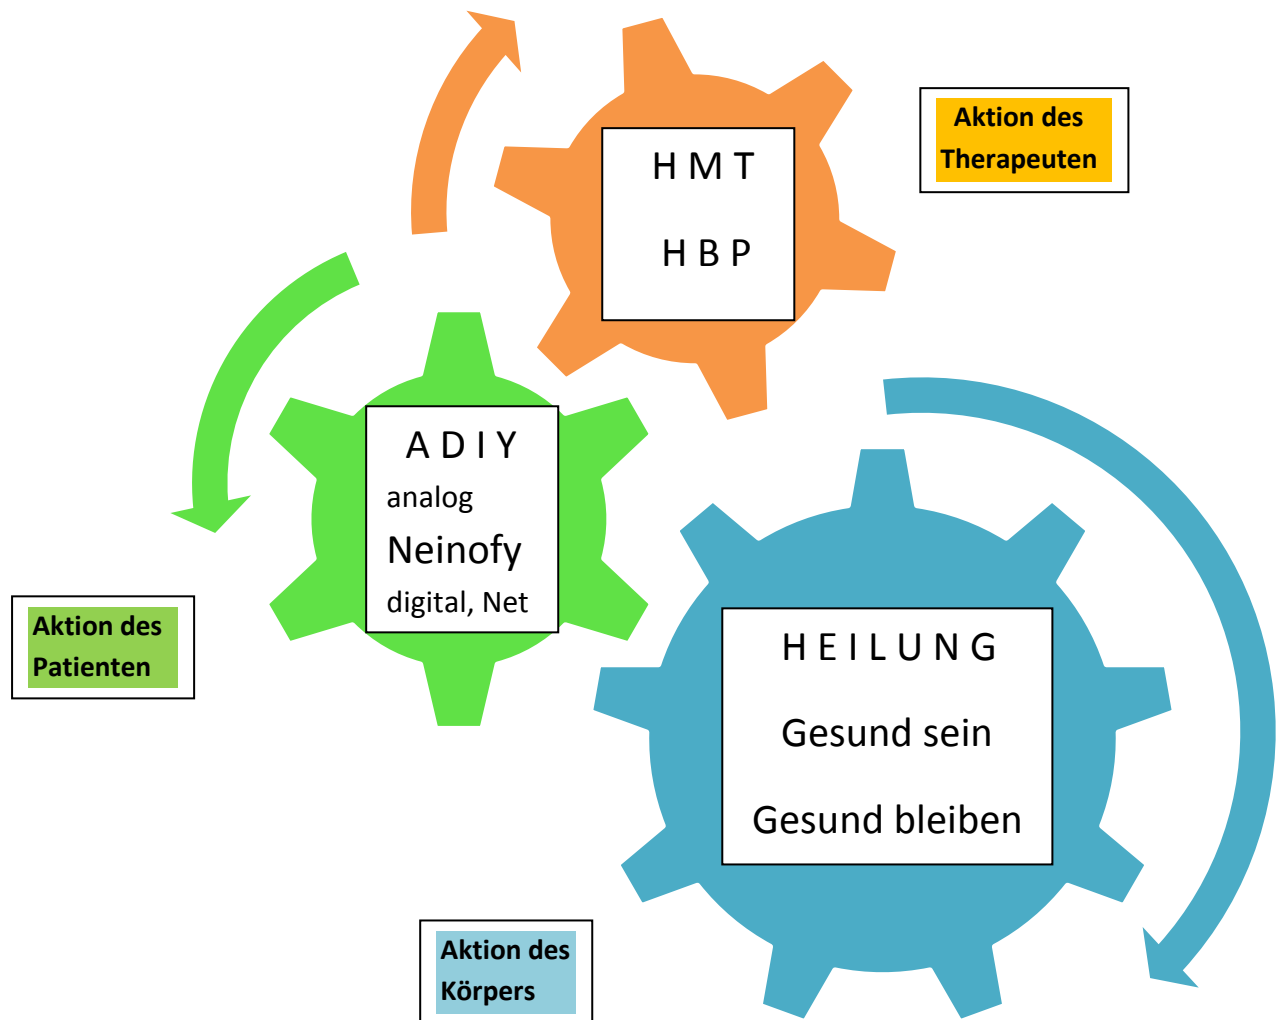 H M T
H B P
Aktion des
Therapeuten
A D I Y
analog
Neinofy
digital, Net
Aktion des
Patienten
H E I L U N G
Gesund sein
Gesund bleiben
Aktion des
Körpers